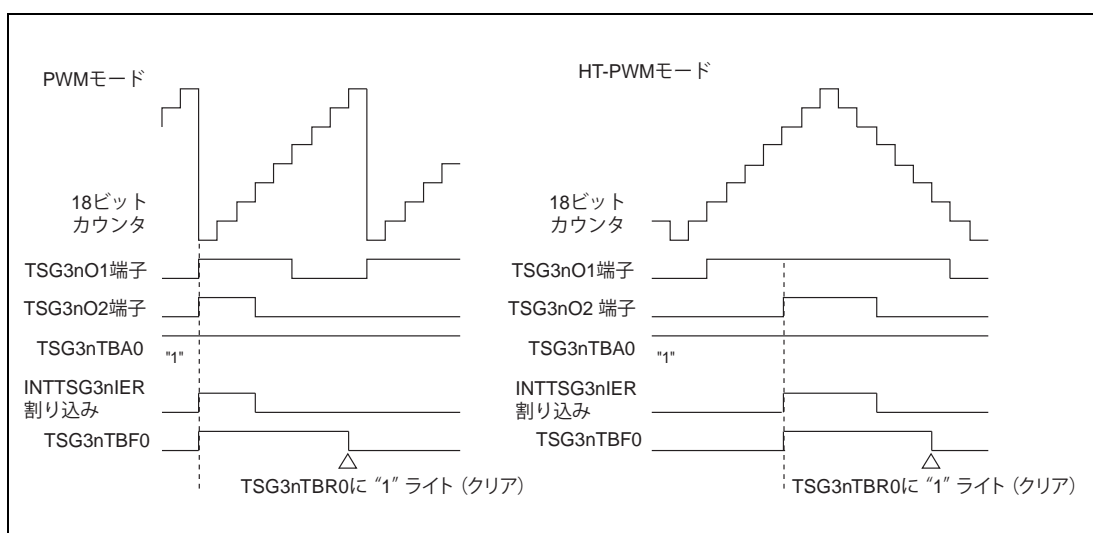 PWMモード
18ビット
カウンタ
TSG3nO1端子
TSG3nO2端子
TSG3nTBA0
"1"
INTTSG3nIER
割り込み
TSG3nTBF0
TSG3nTBR0に “1” ライト（クリア）
HT-PWMモード
18ビット
カウンタ
TSG3nO1端子
TSG3nO2 端子
TSG3nTBA0
"1"
INTTSG3nIER
割り込み
TSG3nTBF0
TSG3nTBR0に “1” ライト（クリア）